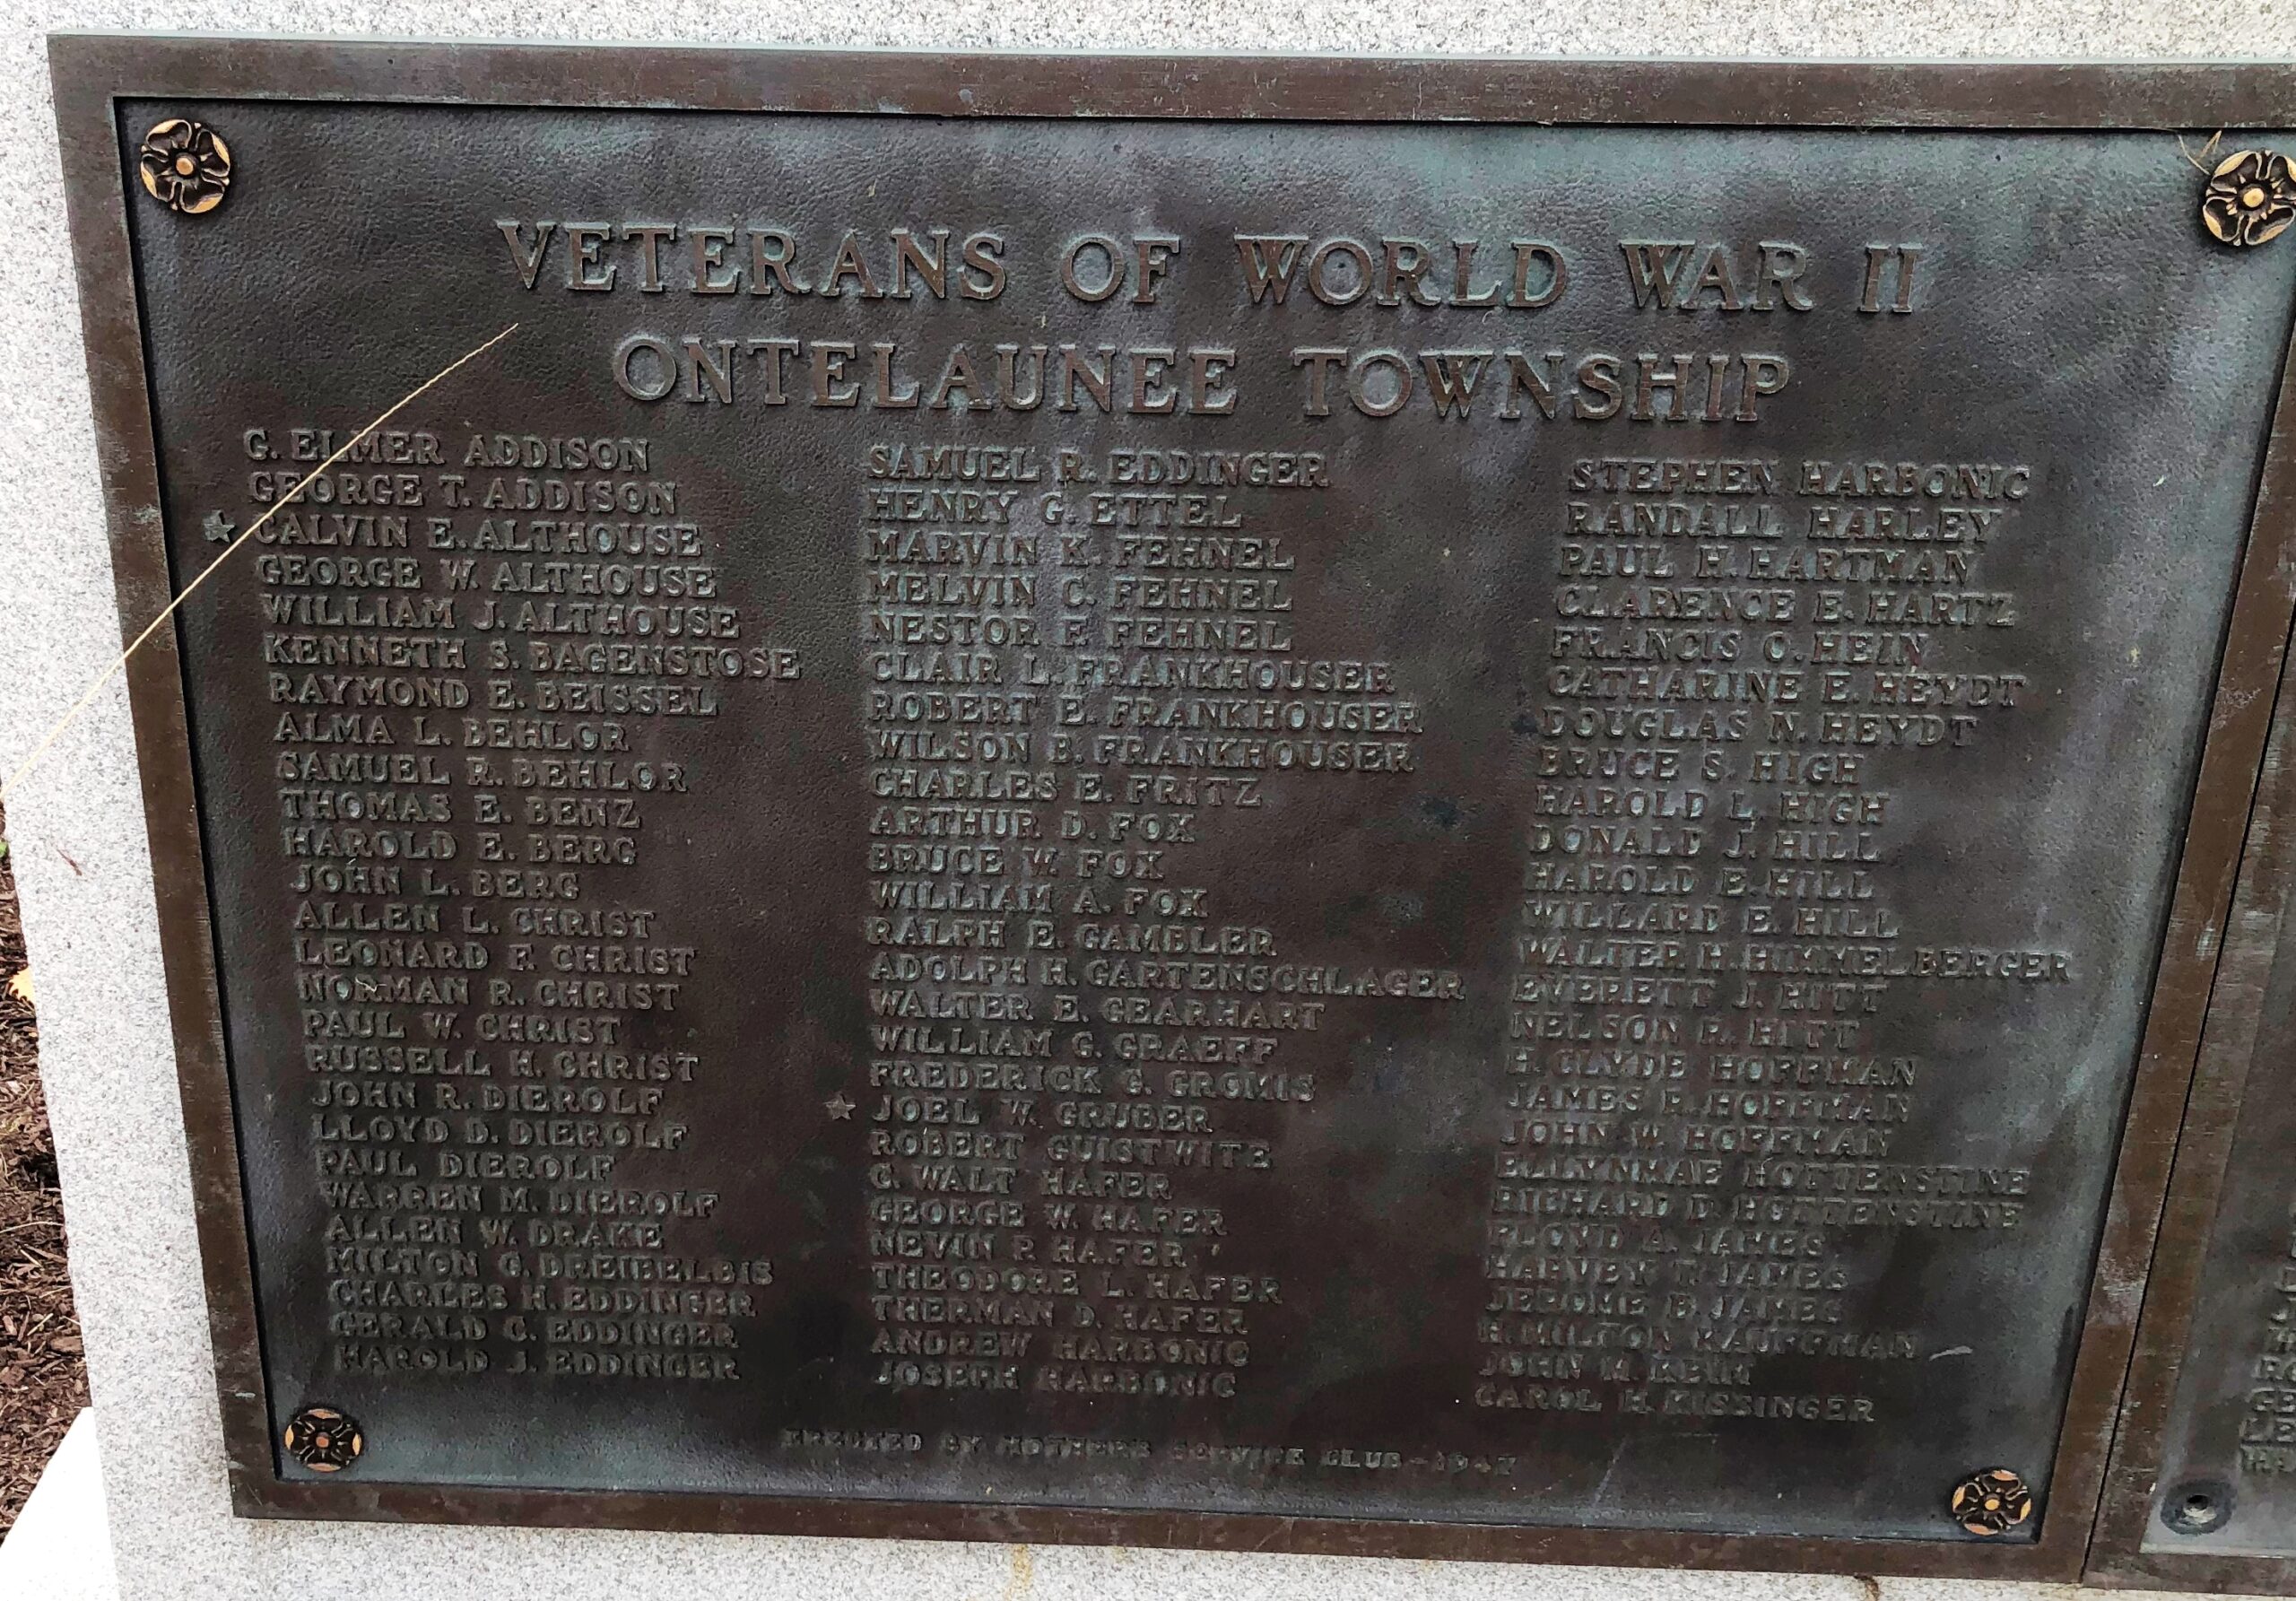 VETERANS OF WORLD WAR II
ONTELAUNEE TOWNSHIP
G. ELMER ADDISON
GEORGE T. ADDISON
CALVIN E. ALTHOUSE
GEORGE W. ALTHOUSE
WILLIAM J. ALTHOUSE
KENNETH S. BAGENSTOSE
RAYMOND E. BEISSEL
ALMA L. BEHLOR
SAMUEL R. BEHLOR
THOMAS E. BENZ
HAROLD E. BERG
JOHN L. BERG
ALLEN L. CHRIST
LEONARD F. CHRIST
NORMAN R. CHRIST
PAUL W. CHRIST
RUSSELL H. CHRIST
JOHN R. DIEROLF
LLOYD D. DIEROLF
PAUL DIEROLF
WARREN M. DIEROLF
ALLEN W. DRAKE
MILTON G. DREIBELBIS
CHARLES H. EDDINGER
GERALD C. EDDINGER
HAROLD J. EDDINGER
SAMUEL R. EDDINGER
HENRY G. ETTEL
MARVIN K. FEHNEL
MELVIN C. FEHNEL
NESTOR F. FEHNEL
CLAIR L. FRANKHOUSER
ROBERT E. FRANKHOUSER
WILSON B. FRANKHOUSER
CHARLES E. FRITZ
ARTHUR D. FOX
BRUCE W. FOX
WILLIAM A. FOX
RALPH E. GAMBLER
ADOLPH H. GARTENSCHLAGER
WALTER E. GEARHART
WILLIAM G. GRAEFF
FREDERICK G. GROMIS
JOEL W. GRUBER
ROBERT GUISTWITE
C. WALT HAFER
GEORGE W. HAFER
NEVIN P. HAFER
THEODORE L. HAFER
THERMAN D. HAFER
ANDREW HARBONIC
JOSEPH HARBONIC
STEPHEN HARBONIC
RANDALL HARLEY
PAUL H. HARTMAN
CLARENCE E. HARTZ
FRANCIS O. HEIN
CATHARINE E. HEYDT
DOUGLAS N. HEYDT
BRUCE S. HIGH
HAROLD L. HIGH
DONALD J. HILL
HAROLD E. HILL
WILLARD E. HILL
WALTER H. HIMMELBERGER
EVERETT J. HITT
NELSON R. HITT
H. CLYDE HOFFMAN
JAMES R. HOFFMAN
JOHN W. HOFFMAN
ELLYNMAE HOTTENSTINE
RICHARD D. HOTTENSTINE
FLOYD A. JAMES
HARVEY T. JAMES
JEROME B. JAMES
H. MILTON KAUFFMAN
JOHN M. KEIM
CAROL H. KISSINGER
ERECTED BY MOTHERS SERVICE CLUB - 1947